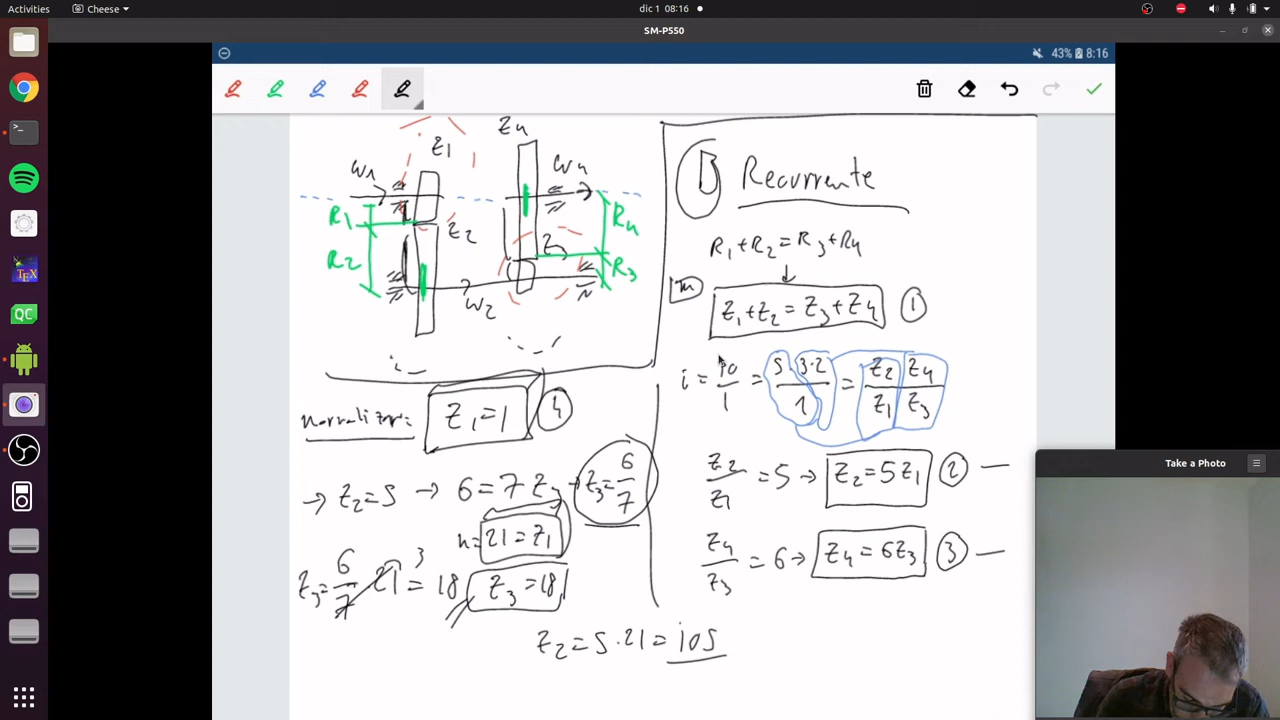 Activities
Cheese
dic 1 08:16
SM-P550
43% 8:16
Z1
Z4
W1
W4
R1
R2
Z2
Z3
R4
R3
W2
Recurrente
R1+R2=R3+R4
m
Z1+Z2=Z3+Z4 1
i = = 5·3·2 / 1 = Z2/Z1 Z4/Z3
Z2/Z1 = 5 → Z2=5Z1 2 —
Z4/Z3 = 6 → Z4=6Z3 3 —
Z1=1 4
→ Z2=5 → 6=7Z3 → Z3=6/7
n= 21=Z1
Z3= 6/7 21 3 = 18 Z3=18
Z2=5·21=105
Take a Photo
TEX
QC